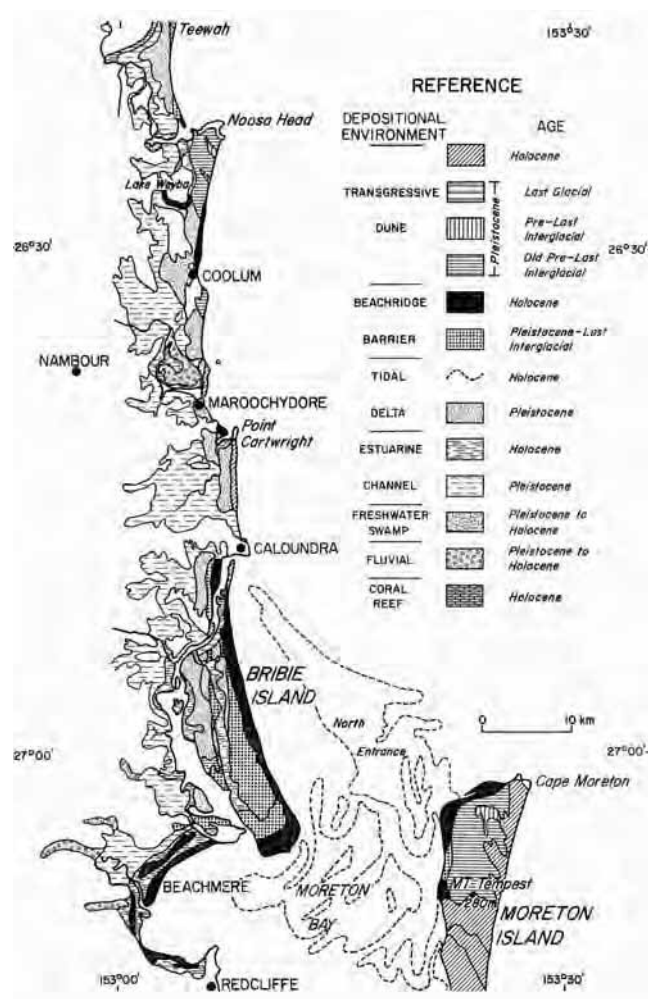 Teewah
153°30'
REFERENCE
DEPOSITIONAL
ENVIRONMENT
AGE
Noosa Head
Holocene
Lake Weyba
TRANSGRESSIVE
Last Glacial
DUNE
Pre-Last
Interglacial
Pleistocene
Old Pre-Last
Interglacial
26°30'
26°30'
COOLUM
BEACHRIDGE
Holocene
BARRIER
Pleistocene-Last
Interglacial
NAMBOUR
TIDAL
Holocene
MAROOCHYDORE
DELTA
Pleistocene
Point
Cartwright
ESTUARINE
Holocene
CHANNEL
Pleistocene
FRESHWATER
SWAMP
Pleistocene to
Holocene
CALOUNDRA
FLUVIAL
Pleistocene to
Holocene
CORAL
REEF
Holocene
BRIBIE
ISLAND
North
Entrance
0 10 km
27°00'
27°00'
Cape Moreton
BEACHMERE
MORETON
BAY
MT-Tempest
280m
MORETON
ISLAND
153°00'
REDCLIFFE
153°30'